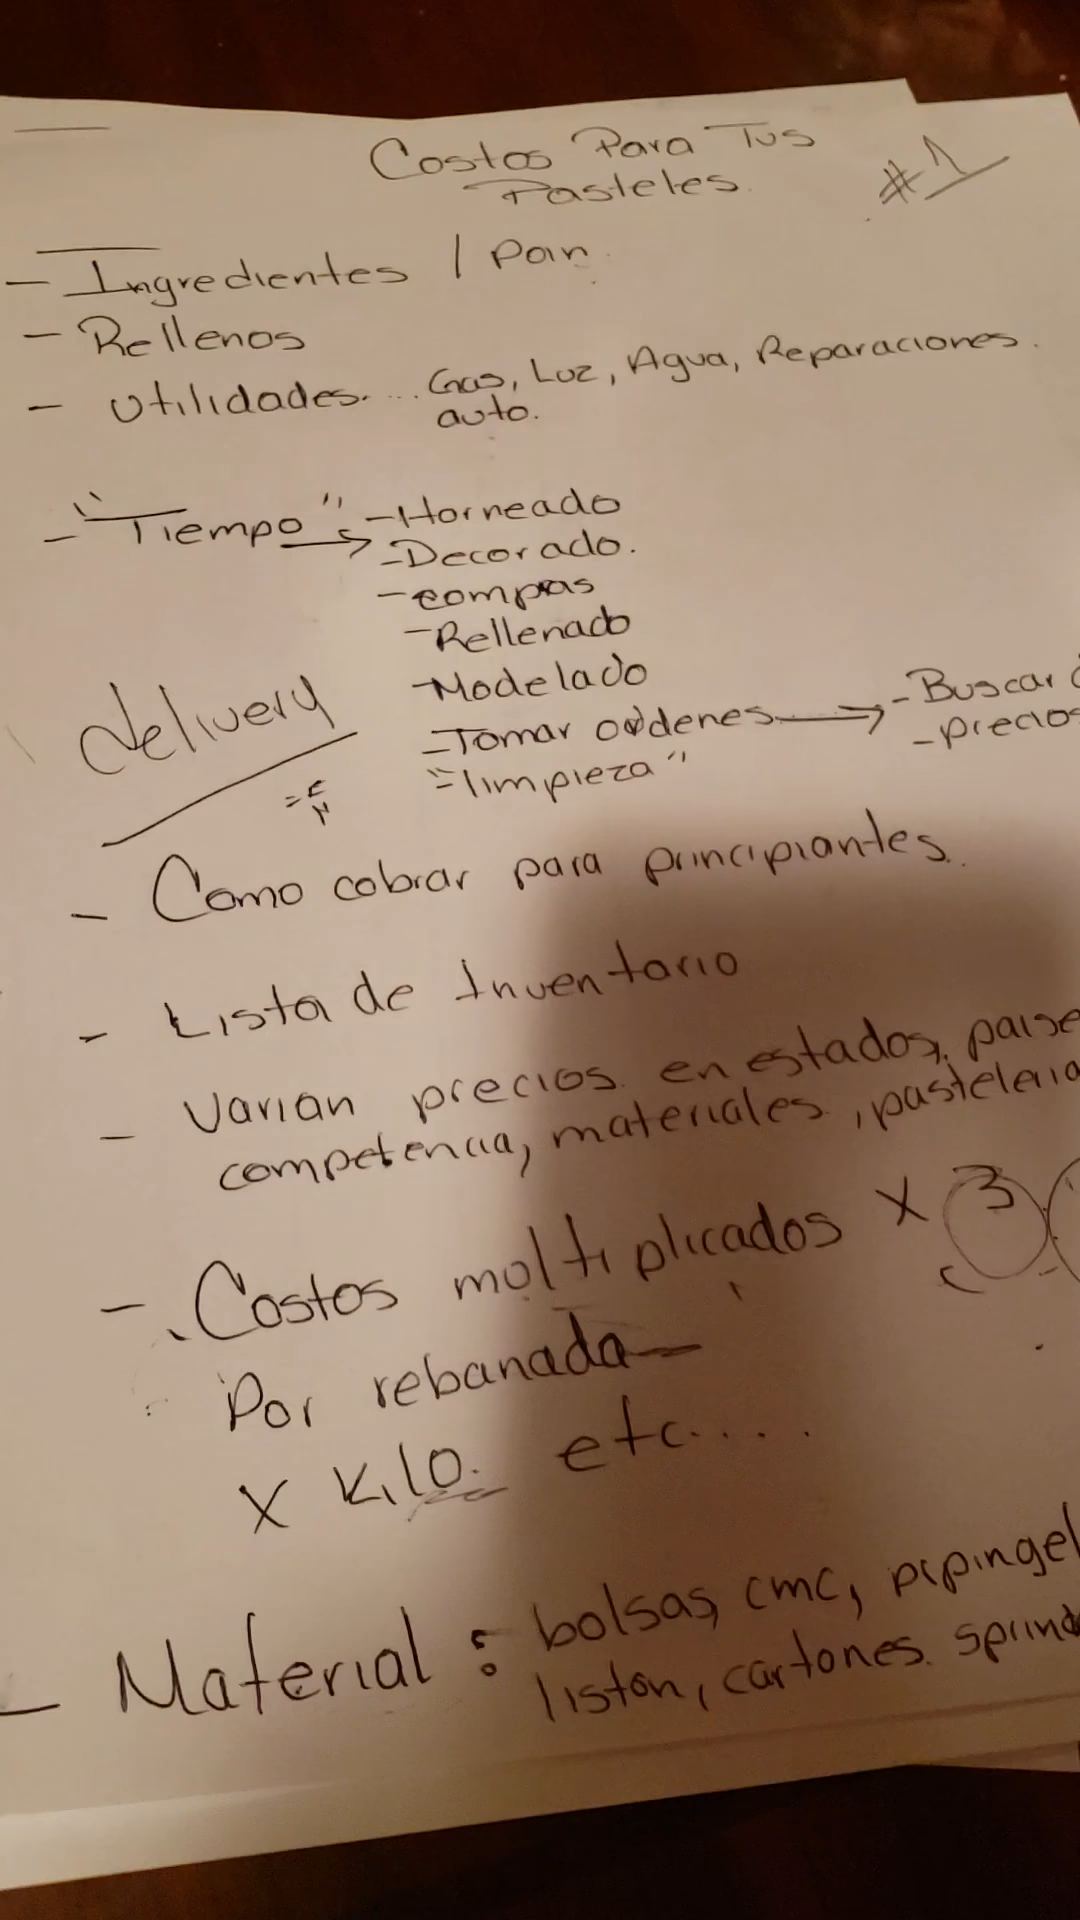 Costos Para Tus
Pasteles.
#1
- Ingredientes / Pan.
- Rellenos
- Utilidades.... Gas, Luz, Agua, Reparaciones.
auto.
- "Tiempo" → - Horneado
- Decorado.
- compras
- Rellenado
- Modelado
- Tomar ordenes → - Buscar
- precios
"limpieza"
delivery
- Como cobrar para principiantes.
- Lista de Inventario
- Varian precios en estados, paise
competencia, materiales, pasteleria
- Costos moltiplicados X 3
Por rebanada
X Kilo. etc....
- Material : bolsas, cmc, pipingel
liston, cartones.